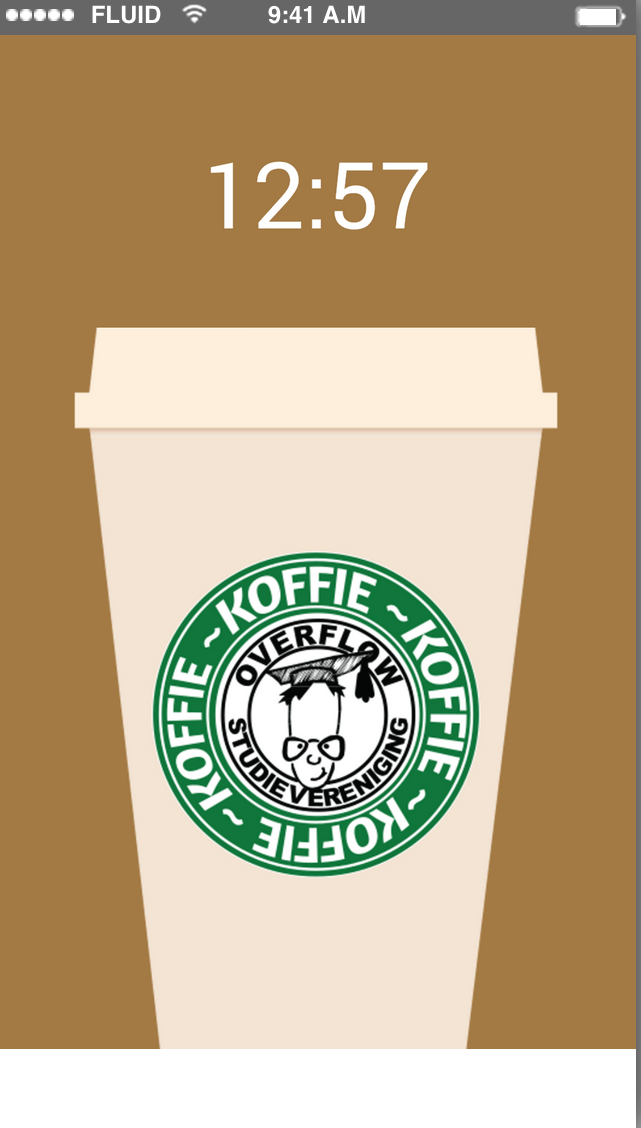 FLUID 9:41 A.M
12:57
~ KOFFIE ~ KOFFIE ~ KOFFIE ~ KOFFIE
OVERFLOW
STUDIEVERENIGING